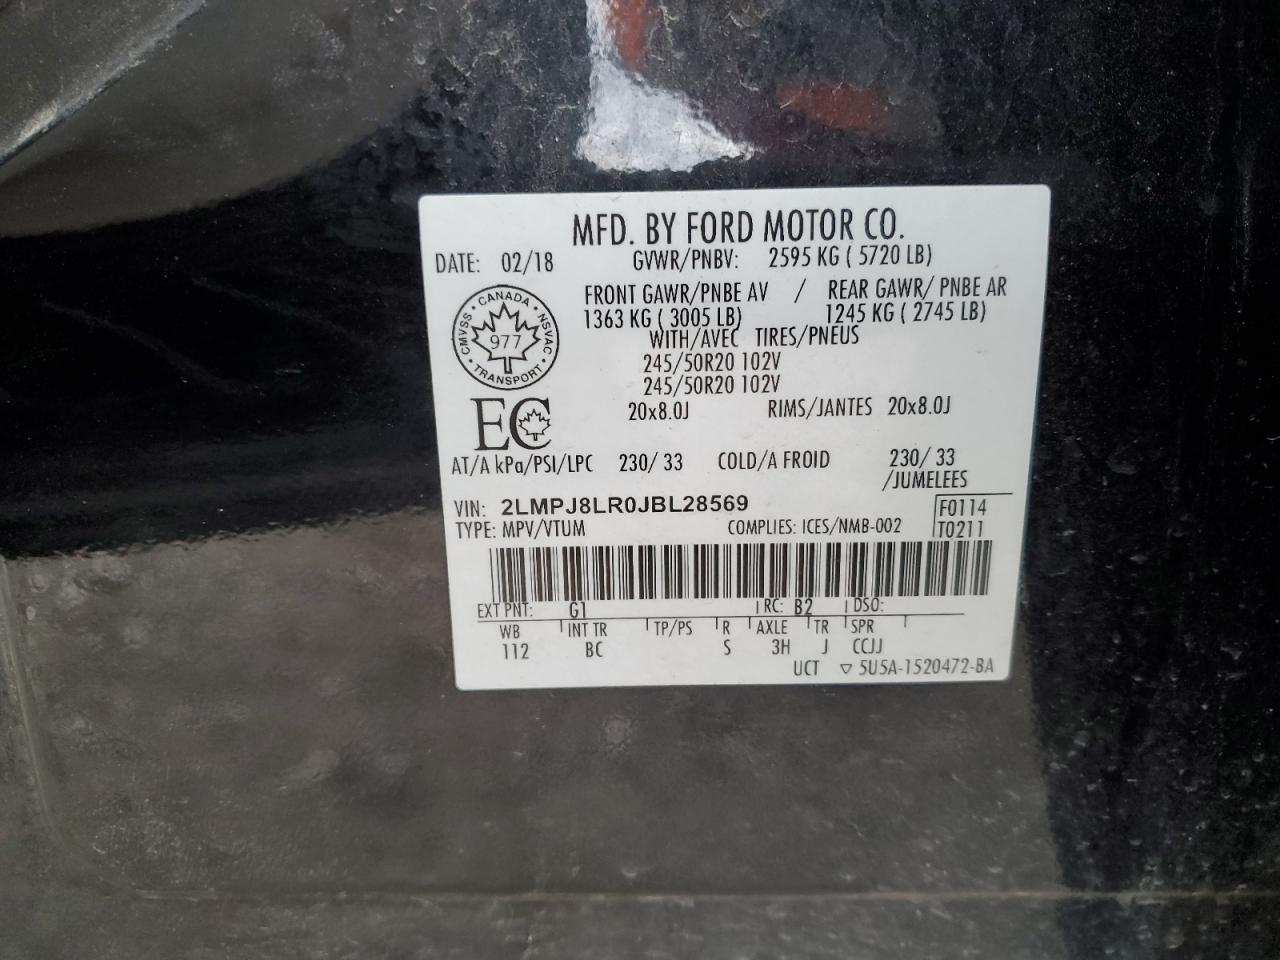 MFD. BY FORD MOTOR CO.
DATE: 02/18 GVWR/PNBV: 2595 KG ( 5720 LB)
FRONT GAWR/PNBE AV / REAR GAWR/ PNBE AR
1363 KG ( 3005 LB) 1245 KG ( 2745 LB)
WITH/AVEC TIRES/PNEUS
245/50R20 102V
245/50R20 102V
20x8.0J RIMS/JANTES 20x8.0J
CANADA
CMVSS · NSVAC
977
TRANSPORT
EC
AT/A kPa/PSI/LPC 230/ 33 COLD/A FROID 230/ 33
/JUMELEES
VIN: 2LMPJ8LR0JBL28569 F0114
TYPE: MPV/VTUM COMPLIES: ICES/NMB-002 T0211
EXT PNT: G1 RC: B2 DSO:
WB INT TR TP/PS R AXLE TR SPR
112 BC S 3H J CCJJ
UCT ▽ 5U5A-1520472-BA